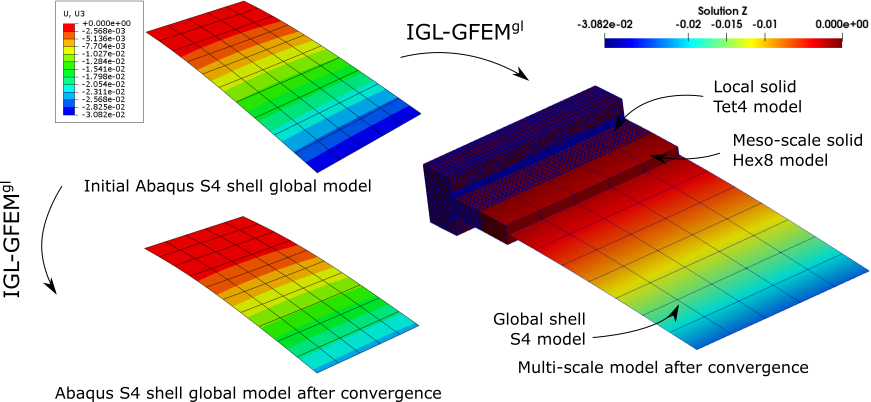 U, U3
+0.000e+00
-2.568e-03
-5.136e-03
-7.704e-03
-1.027e-02
-1.284e-02
-1.541e-02
-1.798e-02
-2.054e-02
-2.311e-02
-2.568e-02
-2.825e-02
-3.082e-02
IGL-GFEMgl
Solution Z
-3.082e-02 -0.02 -0.015 -0.01 0.000e+00
Local solid
Tet4 model
Meso-scale solid
Hex8 model
Initial Abaqus S4 shell global model
IGL-GFEMgl
Global shell
S4 model
Multi-scale model after convergence
Abaqus S4 shell global model after convergence